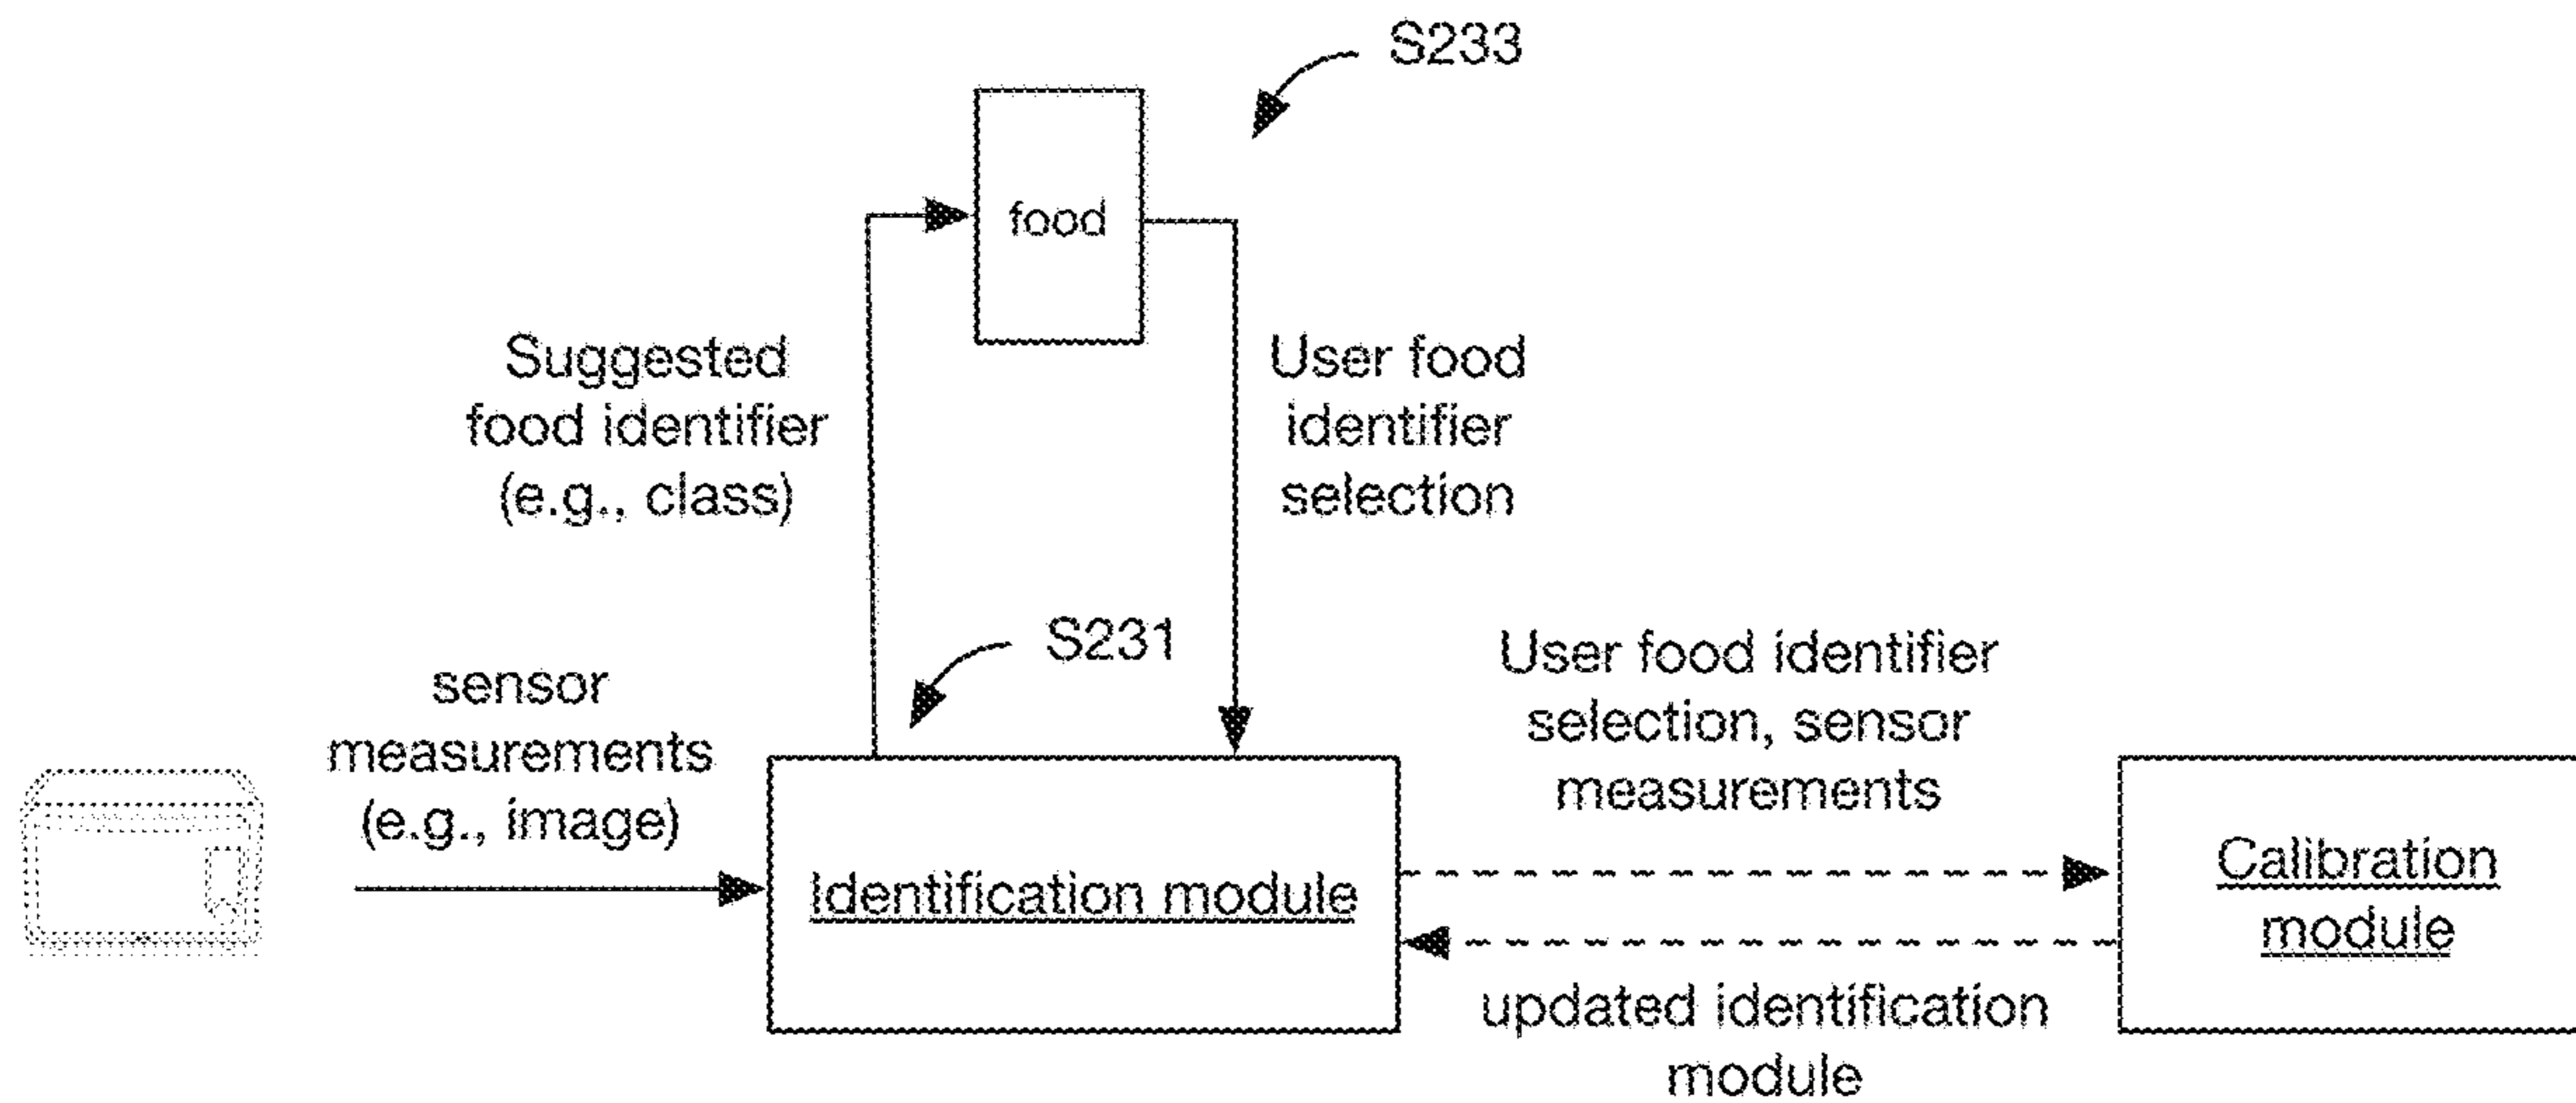 S233
food
Suggested
food identifier
(e.g., class)
User food
identifier
selection
S231
sensor
measurements
(e.g., image)
User food identifier
selection, sensor
measurements
Identification module
Calibration
module
updated identification
module